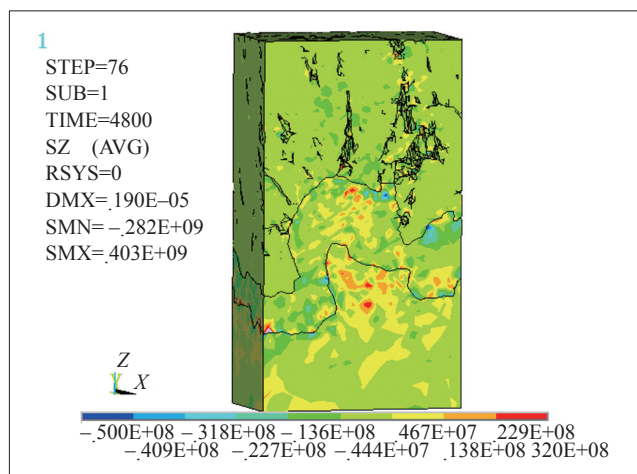 1
STEP=76
SUB=1
TIME=4800
SZ (AVG)
RSYS=0
DMX=.190E–05
SMN= –.282E+09
SMX=.403E+09
Z
Y X
–.500E+08 –.318E+08 –.136E+08 .467E+07 .229E+08
–.409E+08 –.227E+08 –.444E+07 .138E+08 .320E+08